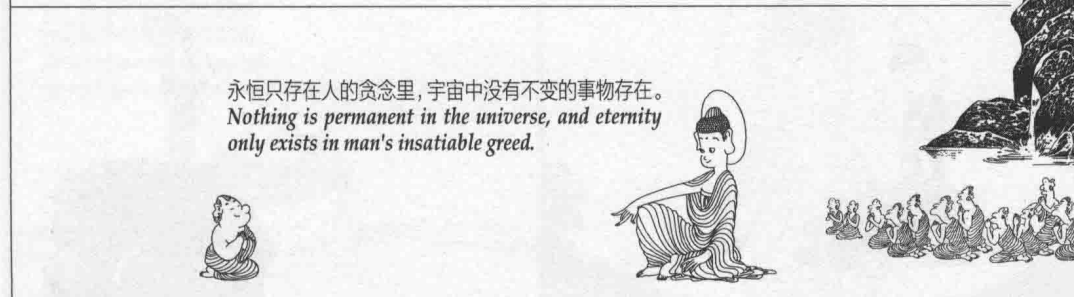 永恒只存在人的贪念里，宇宙中没有不变的事物存在。
Nothing is permanent in the universe, and eternity
only exists in man's insatiable greed.